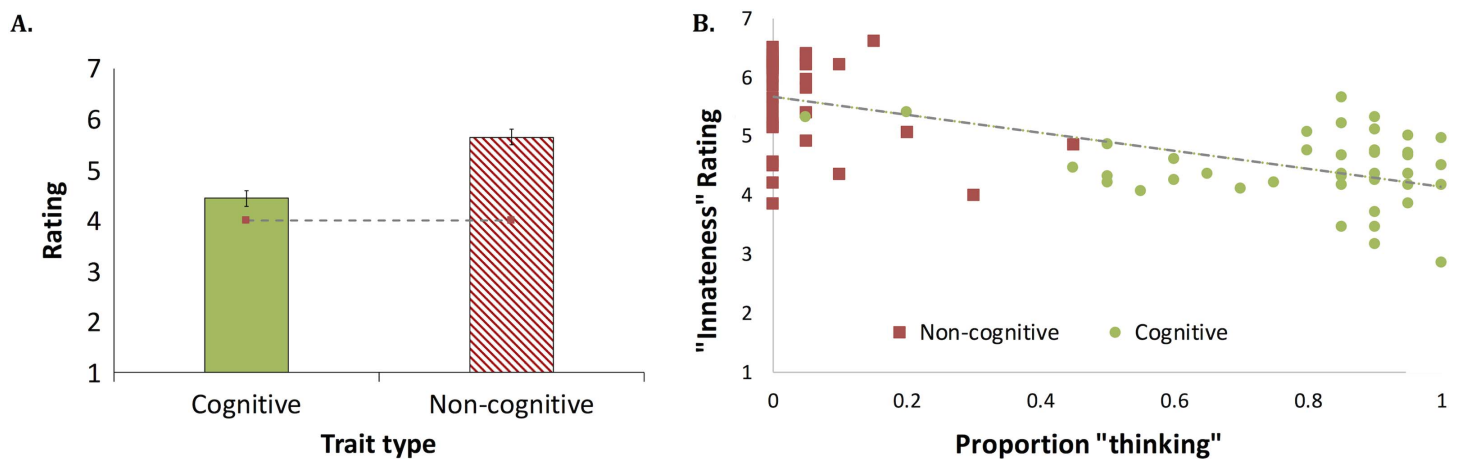 A.
7
6
5
4
3
2
1
Rating
Cognitive
Non-cognitive
Trait type
B.
7
6
5
4
3
2
1
"Innateness" Rating
Non-cognitive
Cognitive
0
0.2
0.4
0.6
0.8
1
Proportion "thinking"